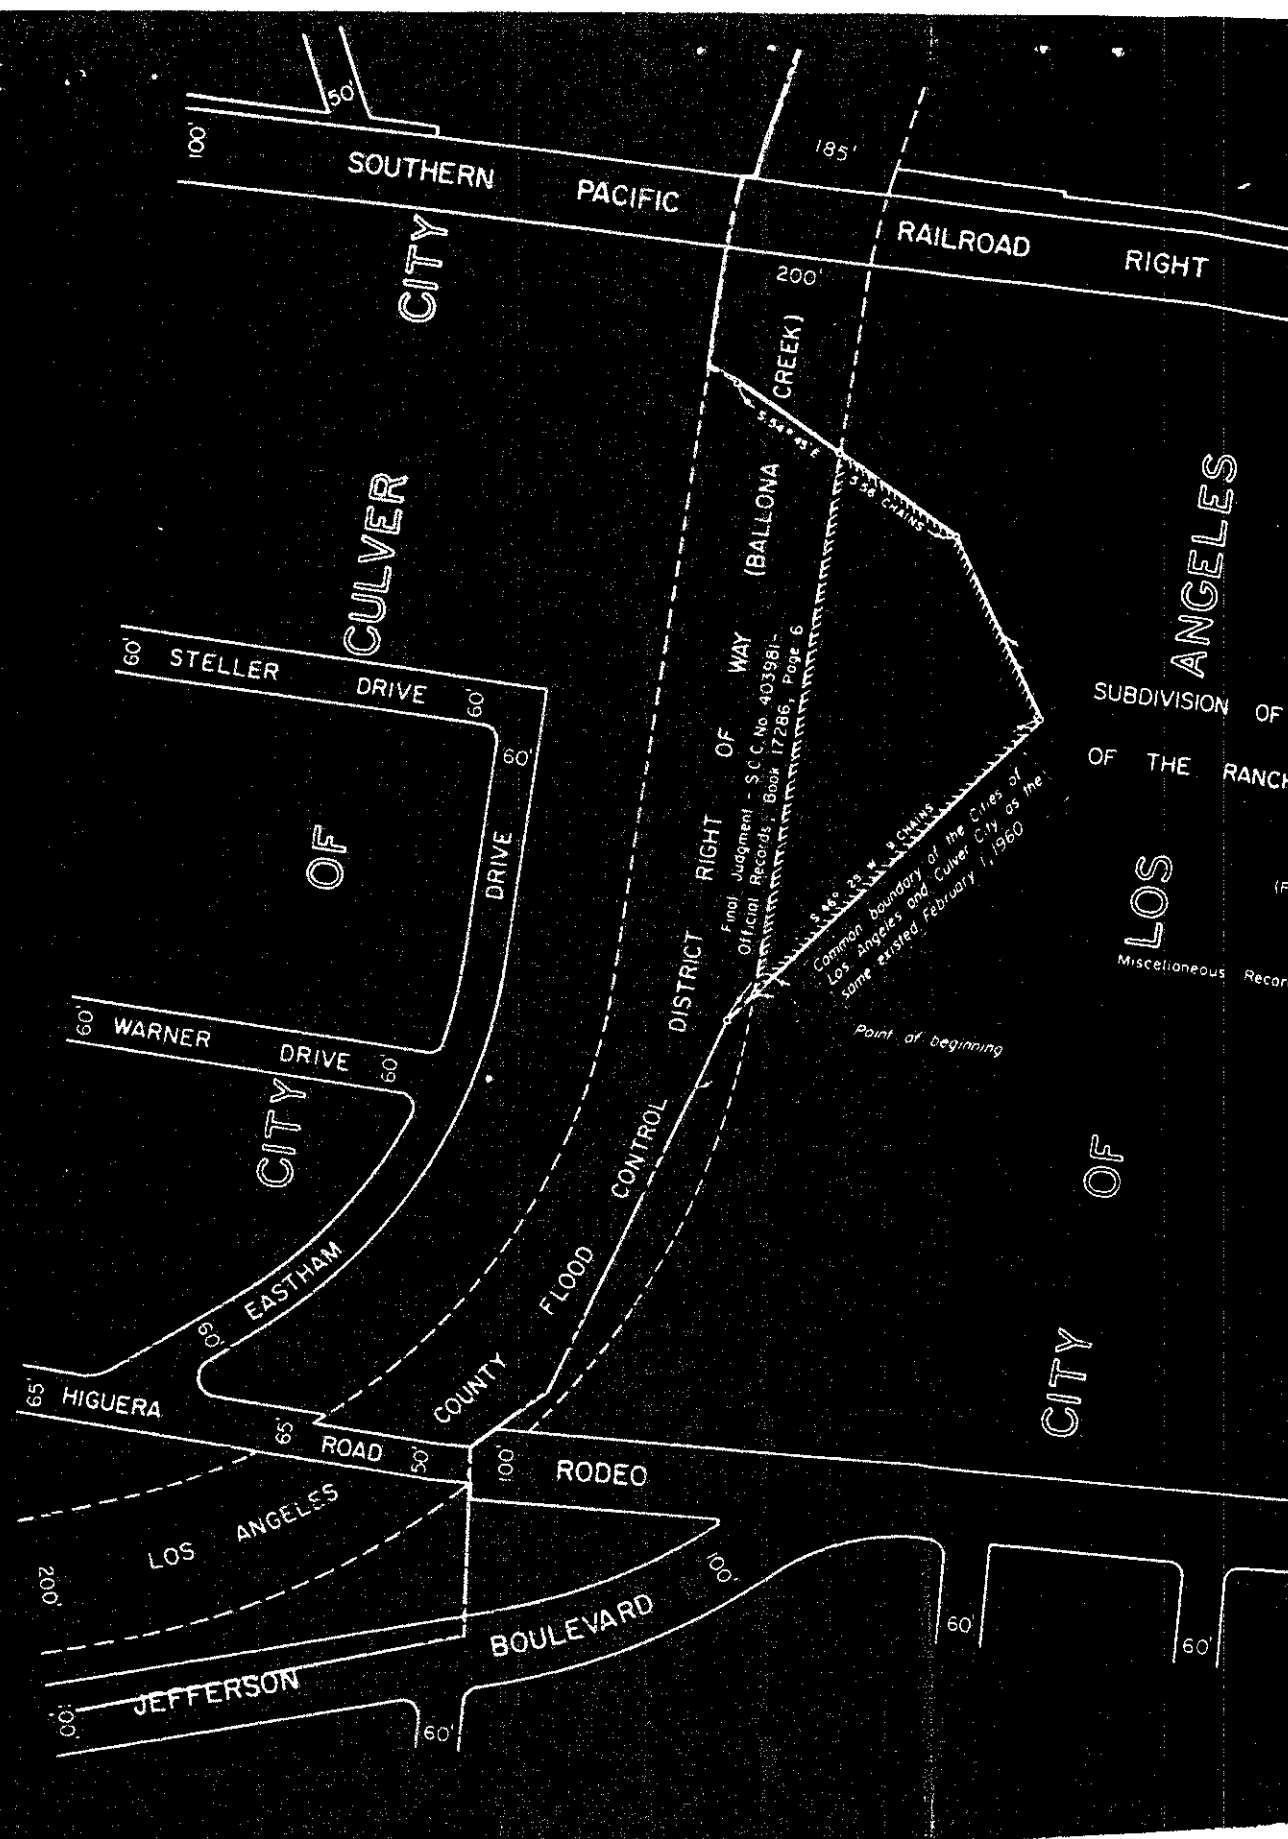 50'
100'
SOUTHERN PACIFIC RAILROAD RIGHT
185'
200'
CITY OF CULVER CITY
S.54° 45' E
5.58 CHAINS
STELLER DRIVE
60'
60'
60'
DRIVE
WARNER DRIVE
60'
60'
EASTHAM
60'
LOS ANGELES COUNTY FLOOD CONTROL DISTRICT RIGHT OF WAY (BALLONA CREEK)
Final Judgment - S.C.C. No. 403981-
Official Records, Book 17286, Page 6
S 46° 25' W 9 CHAINS
Common boundary of the Cities of
Los Angeles and Culver City as the
same existed February 1, 1960
Point of beginning
CITY OF LOS ANGELES
SUBDIVISION OF
OF THE RANCH
Miscellaneous Recor
HIGUERA ROAD
65'
65'
50'
100'
RODEO
200'
JEFFERSON BOULEVARD
100'
100'
60'
60'
60'